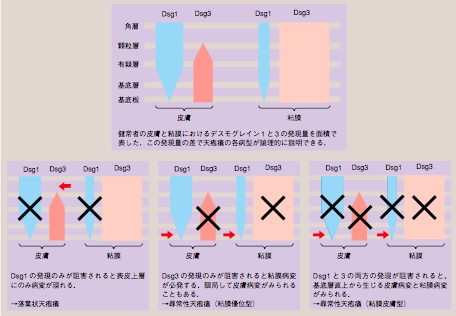 Dsg1 Dsg3 Dsg1 Dsg3
角層
顆粒層
有棘層
基底層
基底板
皮膚 粘膜
健常者の皮膚と粘膜におけるデスモグレイン1と3の発現量を面積で
表した。この発現量の差で天疱瘡の各病型が論理的に説明できる。
Dsg1 Dsg3 Dsg1 Dsg3
皮膚 粘膜
Dsg1の発現のみが阻害されると表皮上層
にのみ病変が現れる。
→落葉状天疱瘡
Dsg1 Dsg3 Dsg1 Dsg3
皮膚 粘膜
Dsg3の発現のみが阻害されると粘膜病変
が必発する。限局して皮膚病変がみられる
こともある。
→尋常性天疱瘡（粘膜優位型）
Dsg1 Dsg3 Dsg1 Dsg3
皮膚 粘膜
Dsg1と3の両方の発現が阻害されると、
基底層直上から生じる皮膚病変と粘膜病変
がみられる。
→尋常性天疱瘡（粘膜皮膚型）